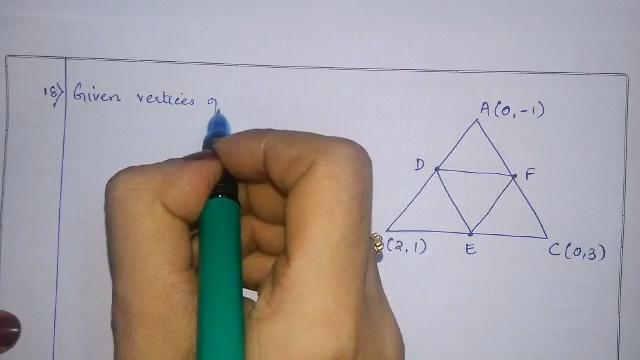 18) Given vertices
A(0,-1)
D
F
(2,1)
E
C(0,3)